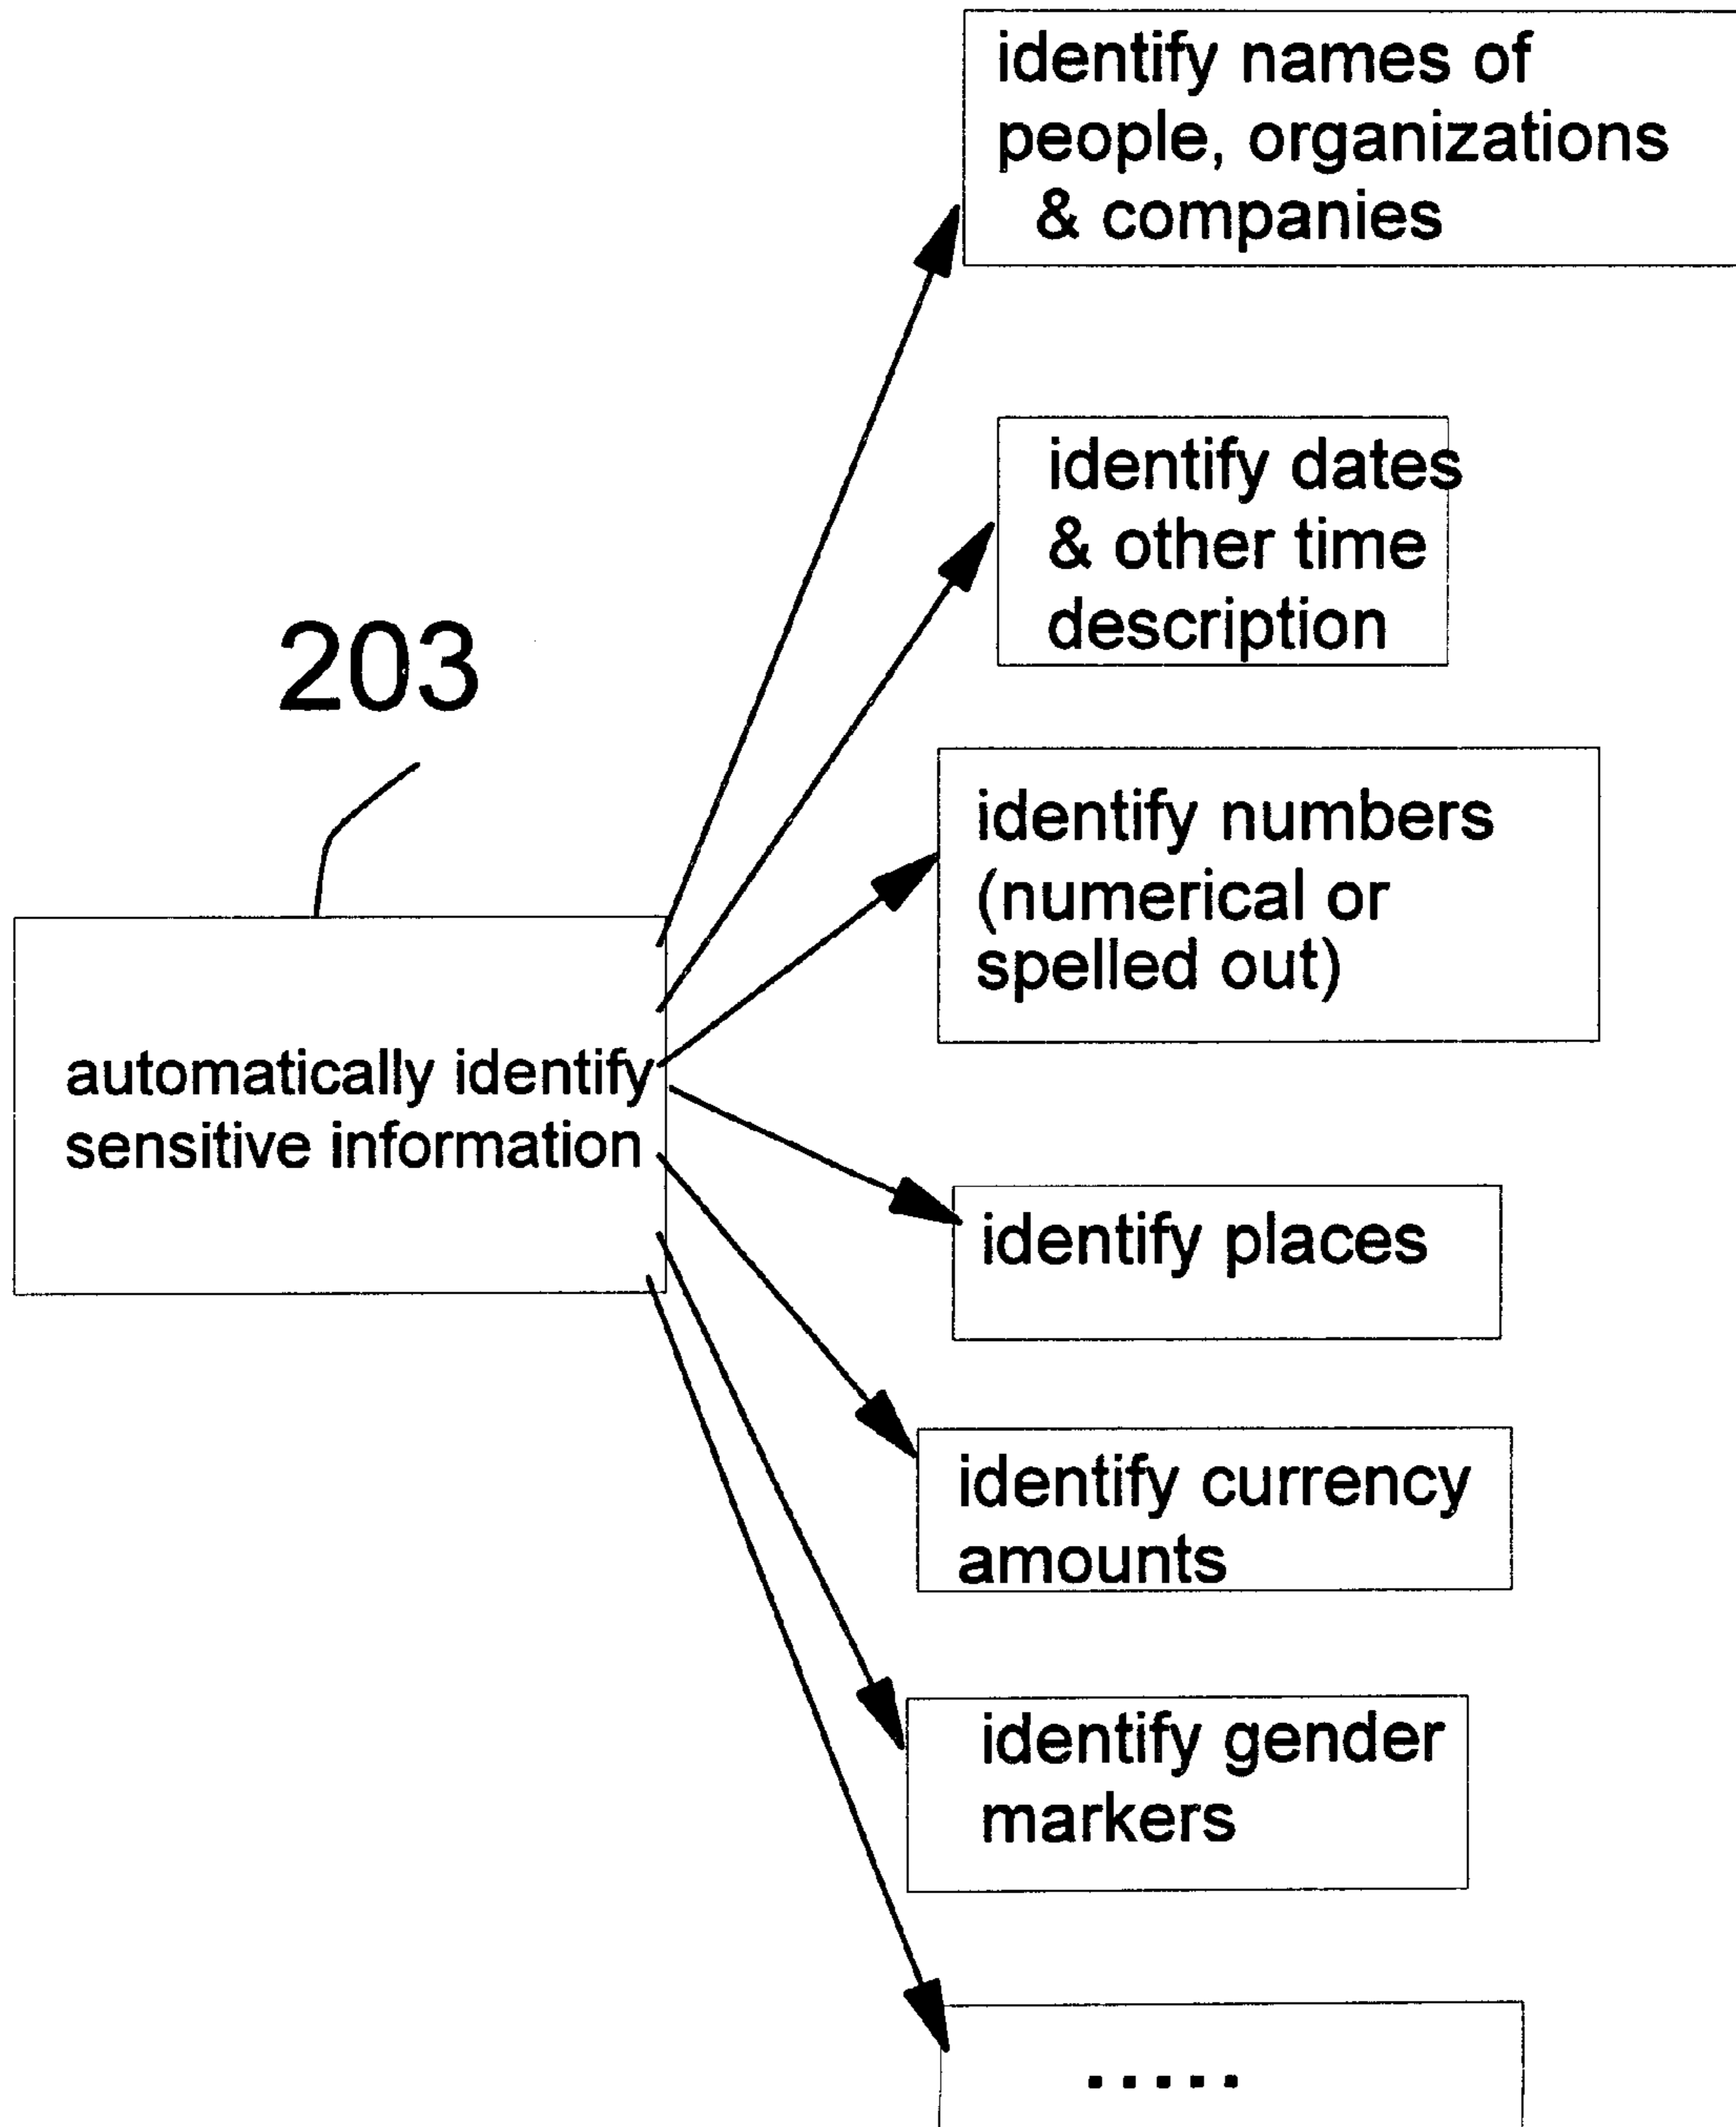 identify names of
people, organizations
& companies
identify dates
& other time
description
203
identify numbers
(numerical or
spelled out)
automatically identify
sensitive information
identify places
identify currency
amounts
identify gender
markers
.....